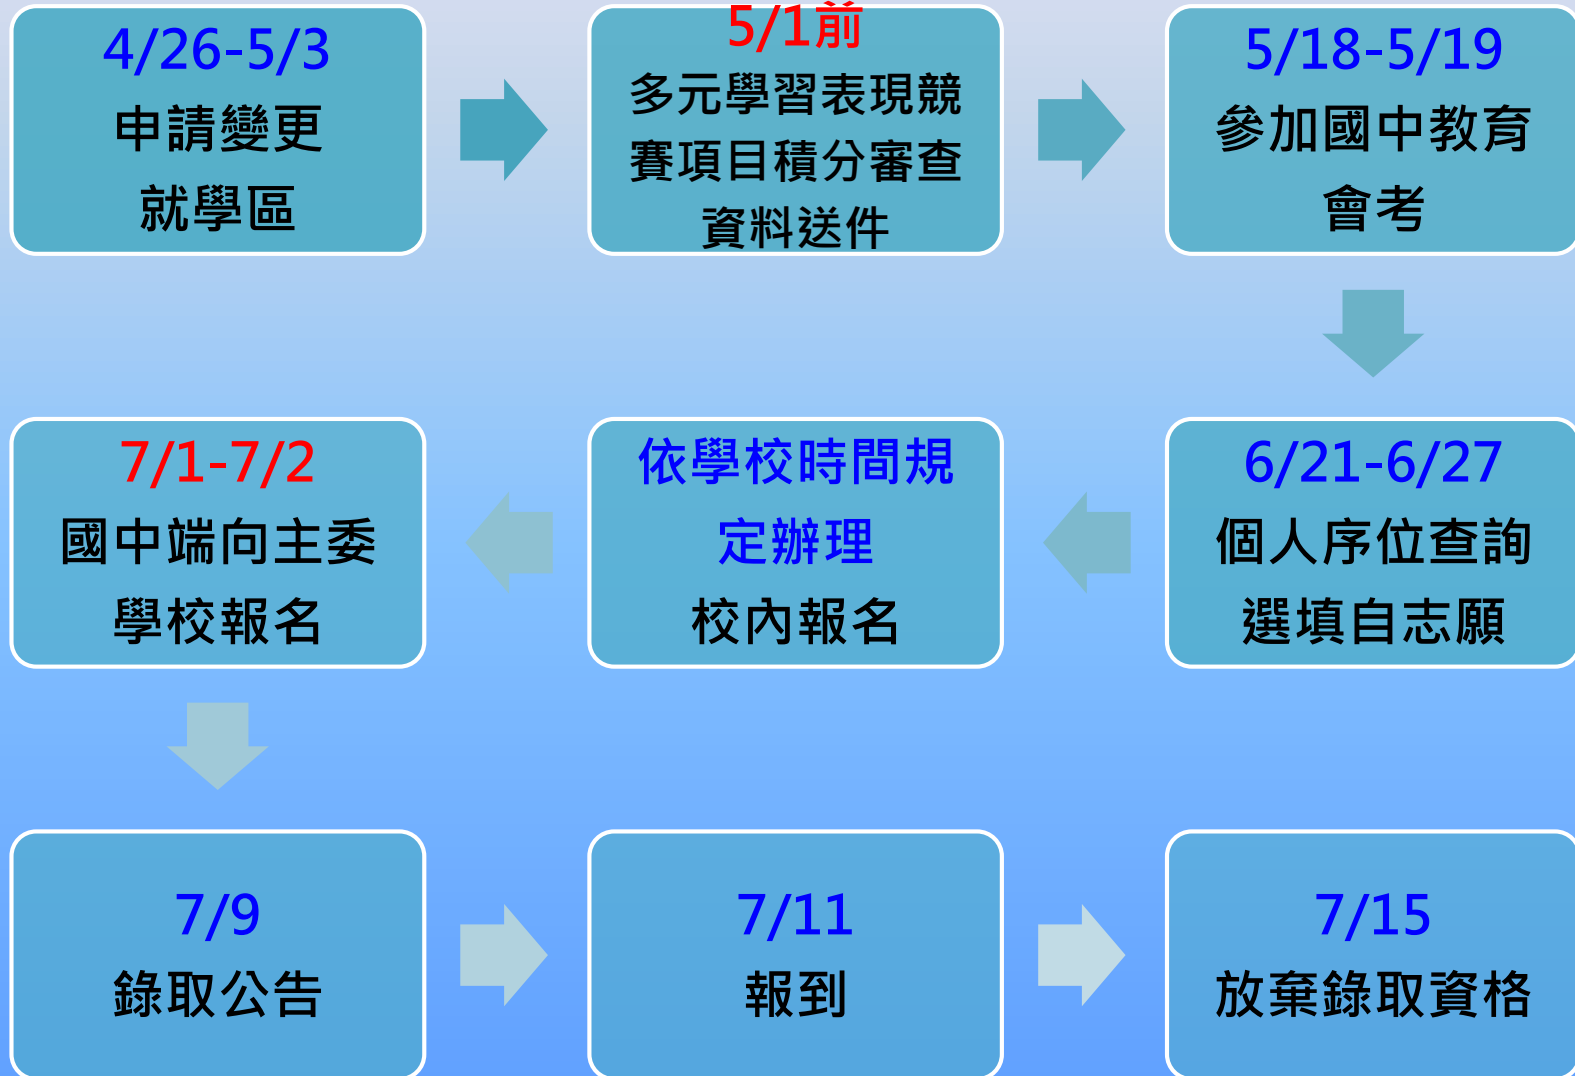 4/26-5/3
申請變更
就學區
5/1前
多元學習表現競
賽項目積分審查
資料送件
5/18-5/19
參加國中教育
會考
6/21-6/27
個人序位查詢
選填自志願
依學校時間規
定辦理
校內報名
7/1-7/2
國中端向主委
學校報名
7/9
錄取公告
7/11
報到
7/15
放棄錄取資格